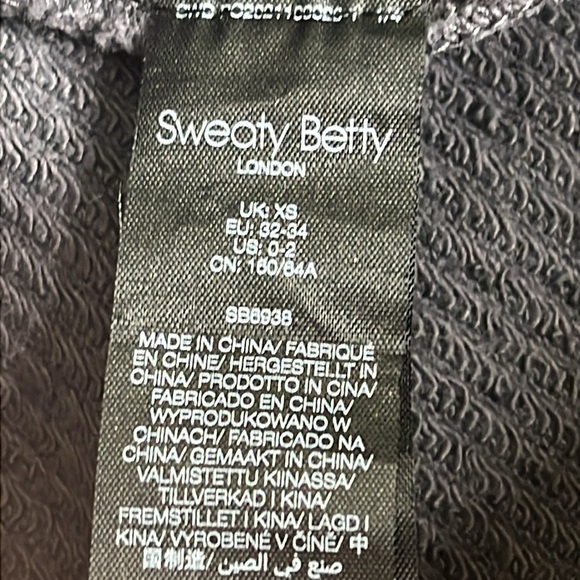 Sweaty Betty
LONDON
UK: XS
EU: 32-34
US: 0-2
CN: 160/64A
SB6938
MADE IN CHINA/ FABRIQUÉ
EN CHINE/ HERGESTELLT IN
CHINA/ PRODOTTO IN CINA/
FABRICADO EN CHINA/
WYPRODUKOWANO W
CHINACH/ FABRICADO NA
CHINA/ GEMAAKT IN CHINA/
VALMISTETTU KIINASSA/
TILLVERKAD I KINA/
FREMSTILLET I KINA/ LAGD I
KINA/ VYROBENÉ V ČÍNĚ/ 中
国制造/ صنع في الصين